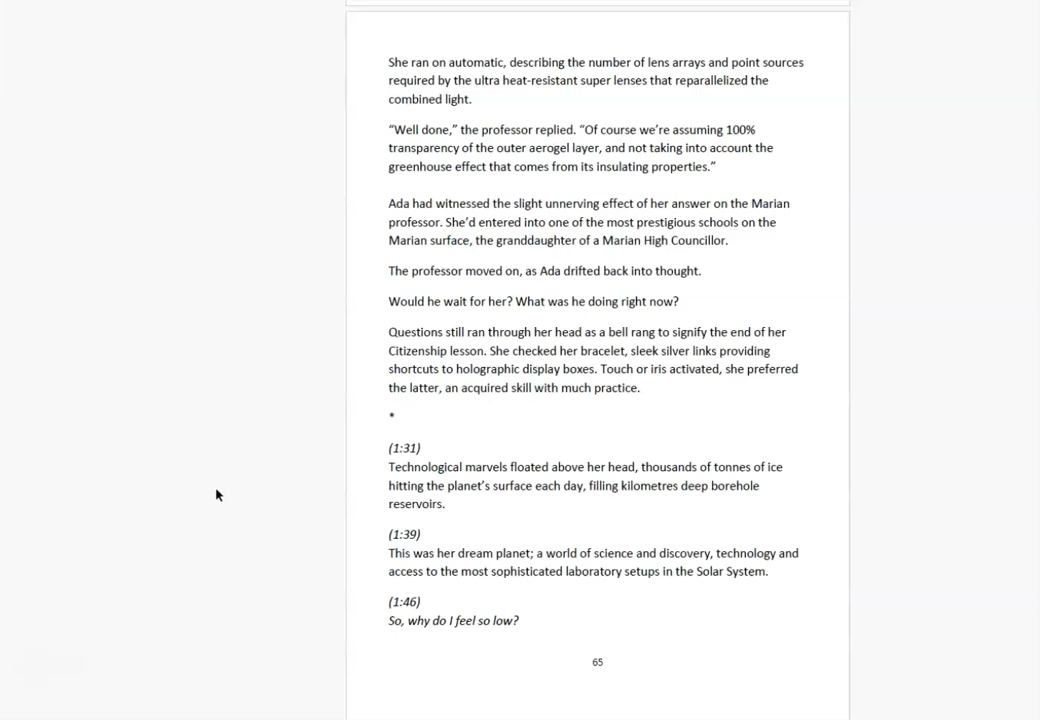 She ran on automatic, describing the number of lens arrays and point sources
required by the ultra heat-resistant super lenses that reparallelized the
combined light.
“Well done,” the professor replied. “Of course we’re assuming 100%
transparency of the outer aerogel layer, and not taking into account the
greenhouse effect that comes from its insulating properties.”
Ada had witnessed the slight unnerving effect of her answer on the Marian
professor. She’d entered into one of the most prestigious schools on the
Marian surface, the granddaughter of a Marian High Councillor.
The professor moved on, as Ada drifted back into thought.
Would he wait for her? What was he doing right now?
Questions still ran through her head as a bell rang to signify the end of her
Citizenship lesson. She checked her bracelet, sleek silver links providing
shortcuts to holographic display boxes. Touch or iris activated, she preferred
the latter, an acquired skill with much practice.
*
(1:31)
Technological marvels floated above her head, thousands of tonnes of ice
hitting the planet’s surface each day, filling kilometres deep borehole
reservoirs.
(1:39)
This was her dream planet; a world of science and discovery, technology and
access to the most sophisticated laboratory setups in the Solar System.
(1:46)
So, why do I feel so low?
65